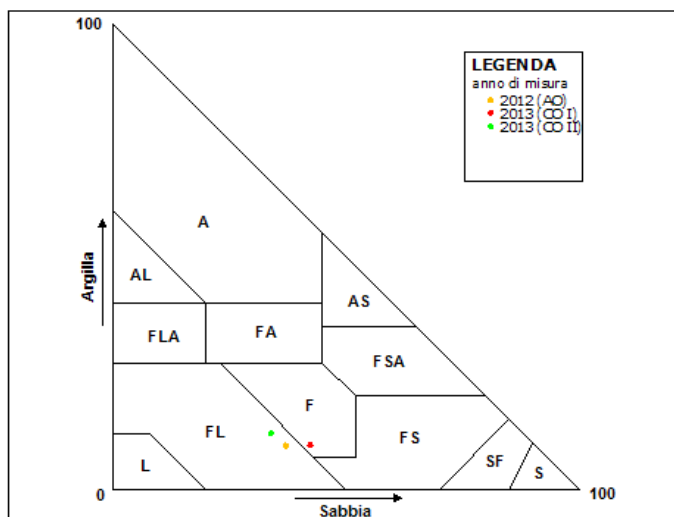 100
LEGENDA
anno di misura
2012 (AO)
2013 (CO I)
2013 (CO II)
A
Argilla
AL
AS
FLA
FA
FSA
F
FL
FS
L
SF
S
0
100
Sabbia